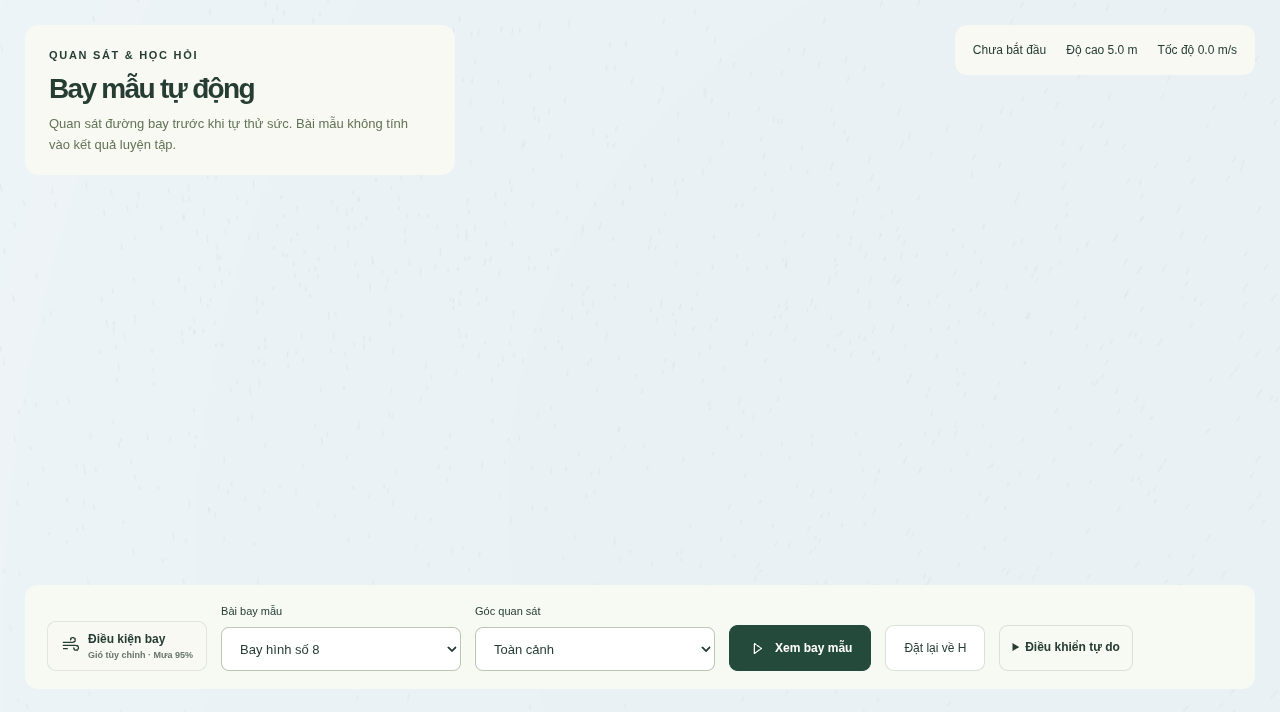 QUAN SÁT & HỌC HỎI
Bay mẫu tự động
Quan sát đường bay trước khi tự thử sức. Bài mẫu không tính
vào kết quả luyện tập.
Chưa bắt đầu Độ cao 5.0 m Tốc độ 0.0 m/s
Điều kiện bay
Gió tùy chỉnh · Mưa 95%
Bài bay mẫu
Bay hình số 8
Góc quan sát
Toàn cảnh
Xem bay mẫu
Đặt lại về H
Điều khiển tự do